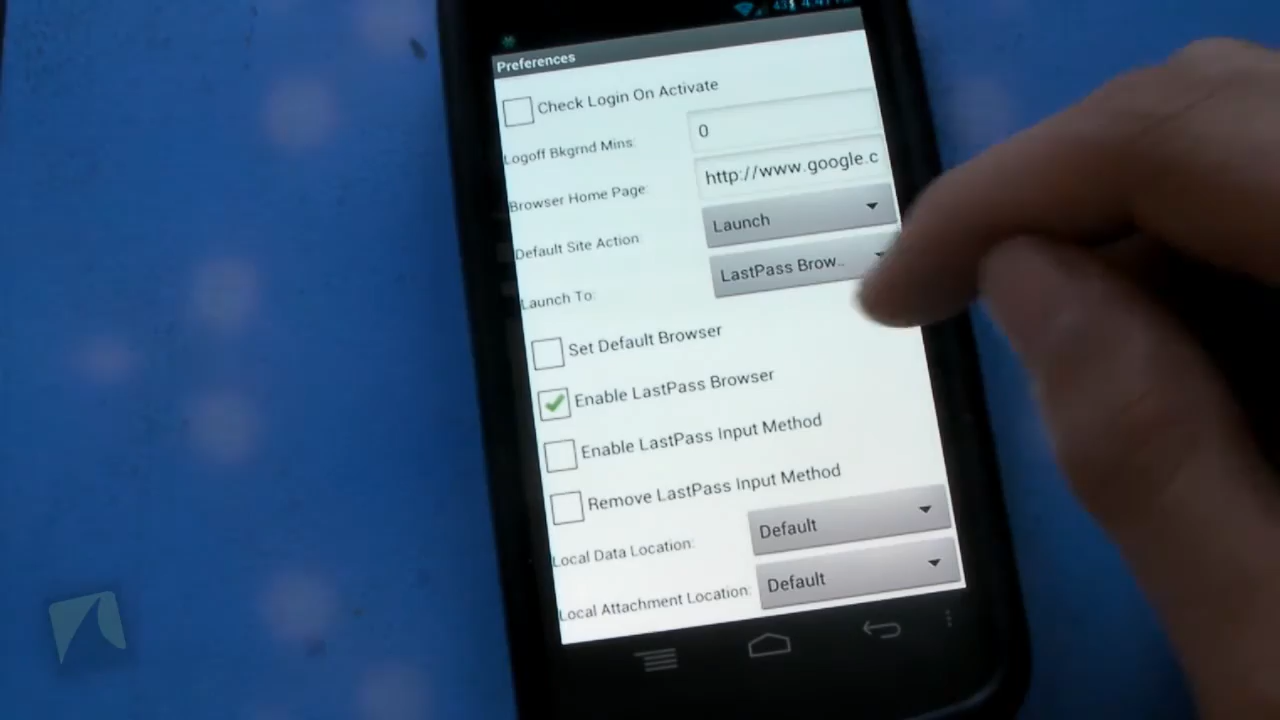 Preferences
Check Login On Activate
Logoff Bkgrnd Mins: 0
Browser Home Page: http://www.google.c
Default Site Action: Launch
Launch To: LastPass Brow..
Set Default Browser
Enable LastPass Browser
Enable LastPass Input Method
Remove LastPass Input Method
Local Data Location: Default
Local Attachment Location: Default